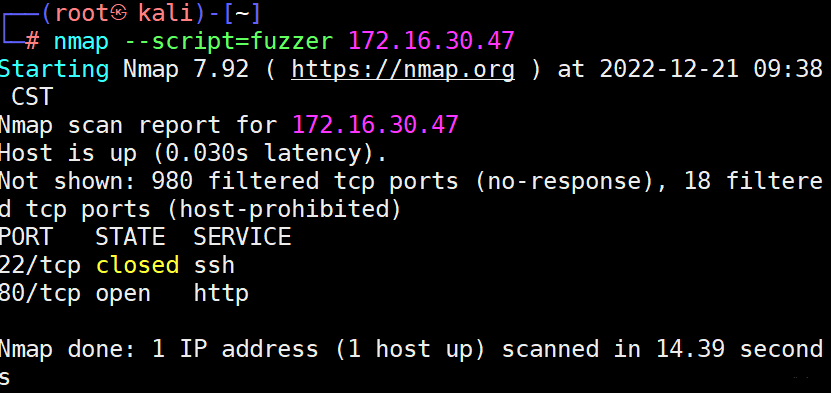 ┌──(root㉿kali)-[~]
└─# nmap --script=fuzzer 172.16.30.47
Starting Nmap 7.92 ( https://nmap.org ) at 2022-12-21 09:38
 CST
Nmap scan report for 172.16.30.47
Host is up (0.030s latency).
Not shown: 980 filtered tcp ports (no-response), 18 filtere
d tcp ports (host-prohibited)
PORT   STATE  SERVICE
22/tcp closed ssh
80/tcp open   http

Nmap done: 1 IP address (1 host up) scanned in 14.39 second
s